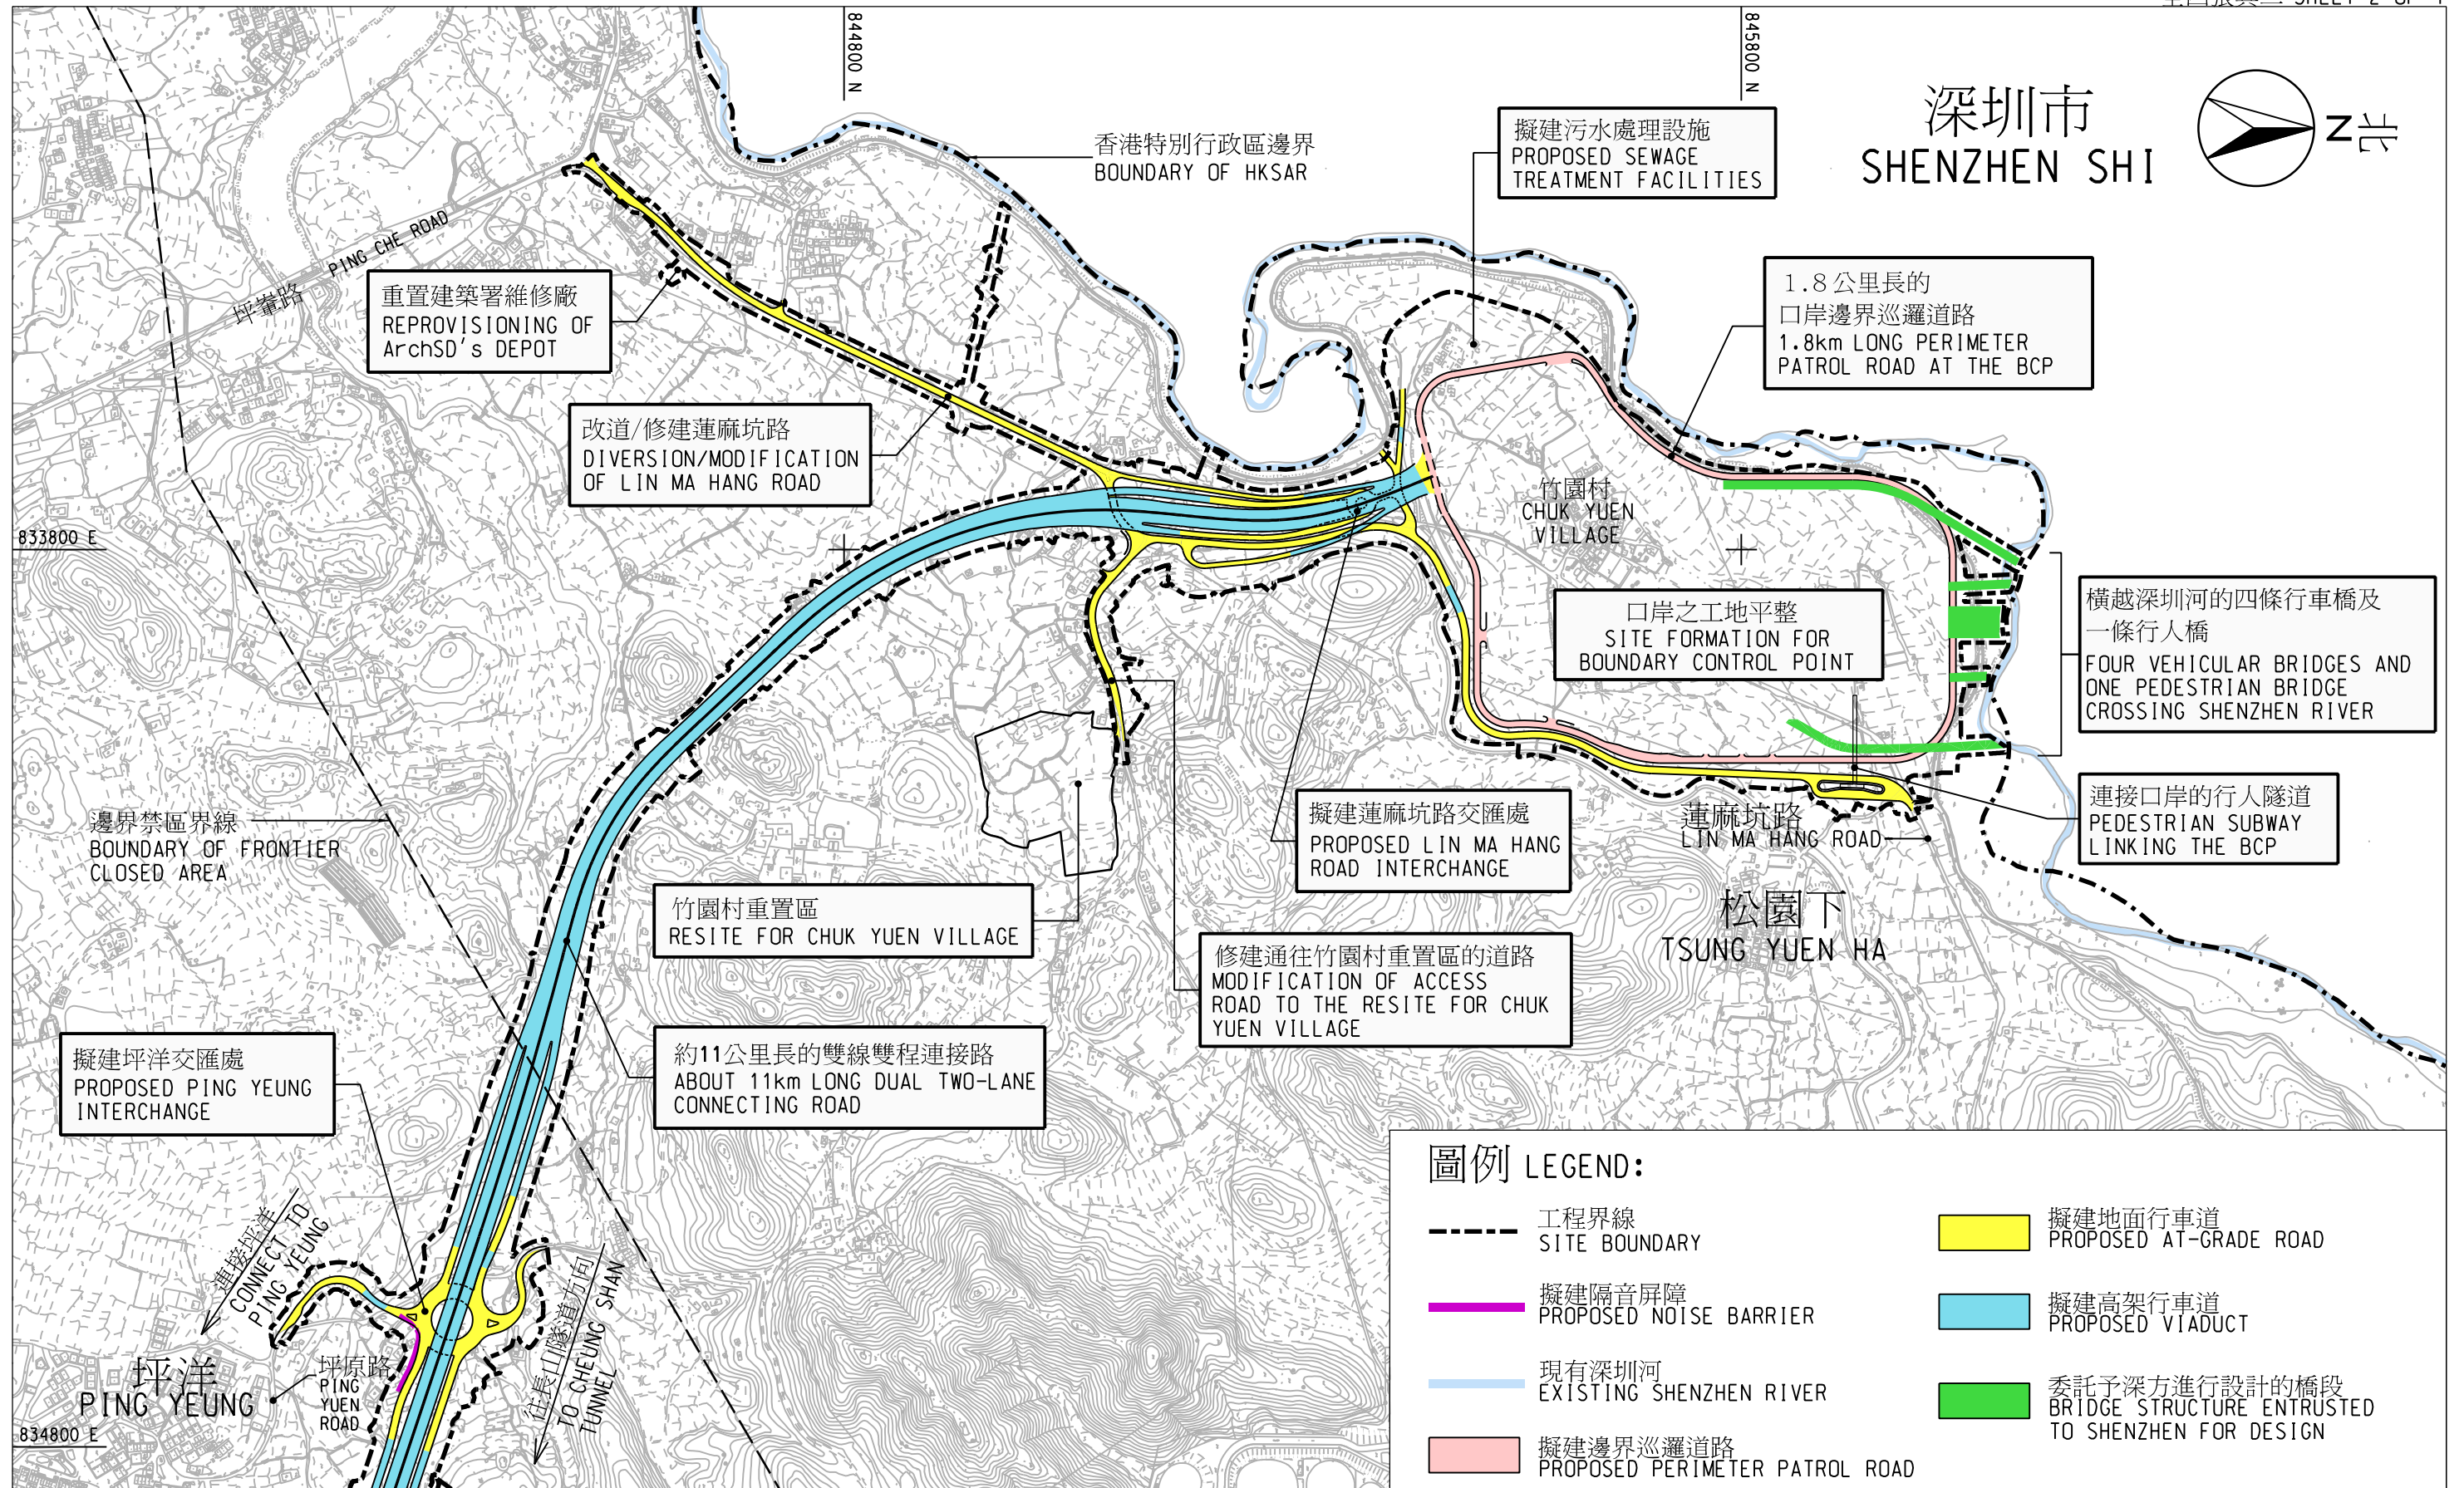 SHEET 2 OF
844800 N
845800 N
深圳市
SHENZHEN SHI
N
北
香港特別行政區邊界
BOUNDARY OF HKSAR
擬建污水處理設施
PROPOSED SEWAGE
TREATMENT FACILITIES
1.8公里長的
口岸邊界巡邏道路
1.8km LONG PERIMETER
PATROL ROAD AT THE BCP
PING CHE ROAD
坪輋路
重置建築署維修廠
REPROVISIONING OF
ArchSD's DEPOT
改道/修建蓮麻坑路
DIVERSION/MODIFICATION
OF LIN MA HANG ROAD
833800 E
竹園村
CHUK YUEN
VILLAGE
口岸之工地平整
SITE FORMATION FOR
BOUNDARY CONTROL POINT
橫越深圳河的四條行車橋及
一條行人橋
FOUR VEHICULAR BRIDGES AND
ONE PEDESTRIAN BRIDGE
CROSSING SHENZHEN RIVER
連接口岸的行人隧道
PEDESTRIAN SUBWAY
LINKING THE BCP
邊界禁區界線
BOUNDARY OF FRONTIER
CLOSED AREA
擬建蓮麻坑路交匯處
PROPOSED LIN MA HANG
ROAD INTERCHANGE
蓮麻坑路
LIN MA HANG ROAD
竹園村重置區
RESITE FOR CHUK YUEN VILLAGE
松園下
TSUNG YUEN HA
修建通往竹園村重置區的道路
MODIFICATION OF ACCESS
ROAD TO THE RESITE FOR CHUK
YUEN VILLAGE
擬建坪洋交匯處
PROPOSED PING YEUNG
INTERCHANGE
約11公里長的雙線雙程連接路
ABOUT 11km LONG DUAL TWO-LANE
CONNECTING ROAD
連接坪洋
CONNECT TO
PING YEUNG
往長山隧道方向
TO CHEUNG SHAN
TUNNEL
坪洋
PING YEUNG
坪原路
PING
YUEN
ROAD
834800 E
圖例 LEGEND:
工程界線
SITE BOUNDARY
擬建隔音屏障
PROPOSED NOISE BARRIER
現有深圳河
EXISTING SHENZHEN RIVER
擬建邊界巡邏道路
PROPOSED PERIMETER PATROL ROAD
擬建地面行車道
PROPOSED AT-GRADE ROAD
擬建高架行車道
PROPOSED VIADUCT
委託予深方進行設計的橋段
BRIDGE STRUCTURE ENTRUSTED
TO SHENZHEN FOR DESIGN